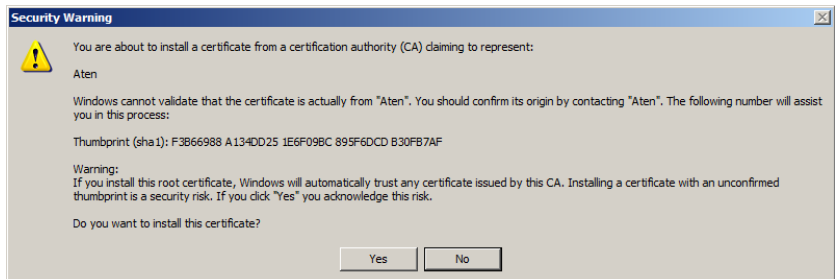 Security Warning
You are about to install a certificate from a certification authority (CA) claiming to represent:
Aten
Windows cannot validate that the certificate is actually from "Aten". You should confirm its origin by contacting "Aten". The following number will assist
you in this process:
Thumbprint (sha1): F3B66988 A134DD25 1E6F09BC 895F6DCD B30FB7AF
Warning:
If you install this root certificate, Windows will automatically trust any certificate issued by this CA. Installing a certificate with an unconfirmed
thumbprint is a security risk. If you click "Yes" you acknowledge this risk.
Do you want to install this certificate?
Yes No